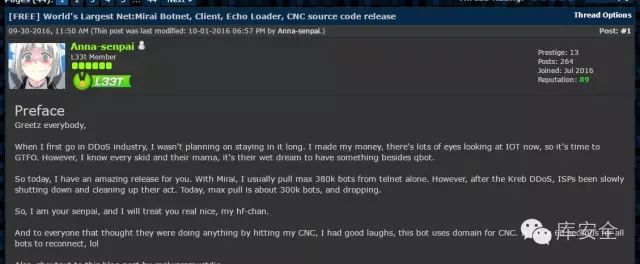 Pages (44): 1 2 3 4 5 ... 44 Next »
[FREE] World's Largest Net:Mirai Botnet, Client, Echo Loader, CNC source code release
Thread Options
09-30-2016, 11:50 AM (This post was last modified: 10-01-2016 06:57 PM by Anna-senpai.)
Post: #1
Anna-senpai
L33t Member
L33T
Prestige: 13
Posts: 264
Joined: Jul 2016
Reputation: 89
Preface
Greetz everybody,
When I first go in DDoS industry, I wasn't planning on staying in it long. I made my money, there's lots of eyes looking at IOT now, so it's time to
GTFO. However, I know every skid and their mama, it's their wet dream to have something besides qbot.
So today, I have an amazing release for you. With Mirai, I usually pull max 380k bots from telnet alone. However, after the Kreb DDoS, ISPs been slowly
shutting down and cleaning up their act. Today, max pull is about 300k bots, and dropping.
So, I am your senpai, and I will treat you real nice, my hf-chan.
And to everyone that thought they were doing anything by hitting my CNC, I had good laughs, this bot uses domain for CNC. 60 seconds for all
bots to reconnect, lol
库安全